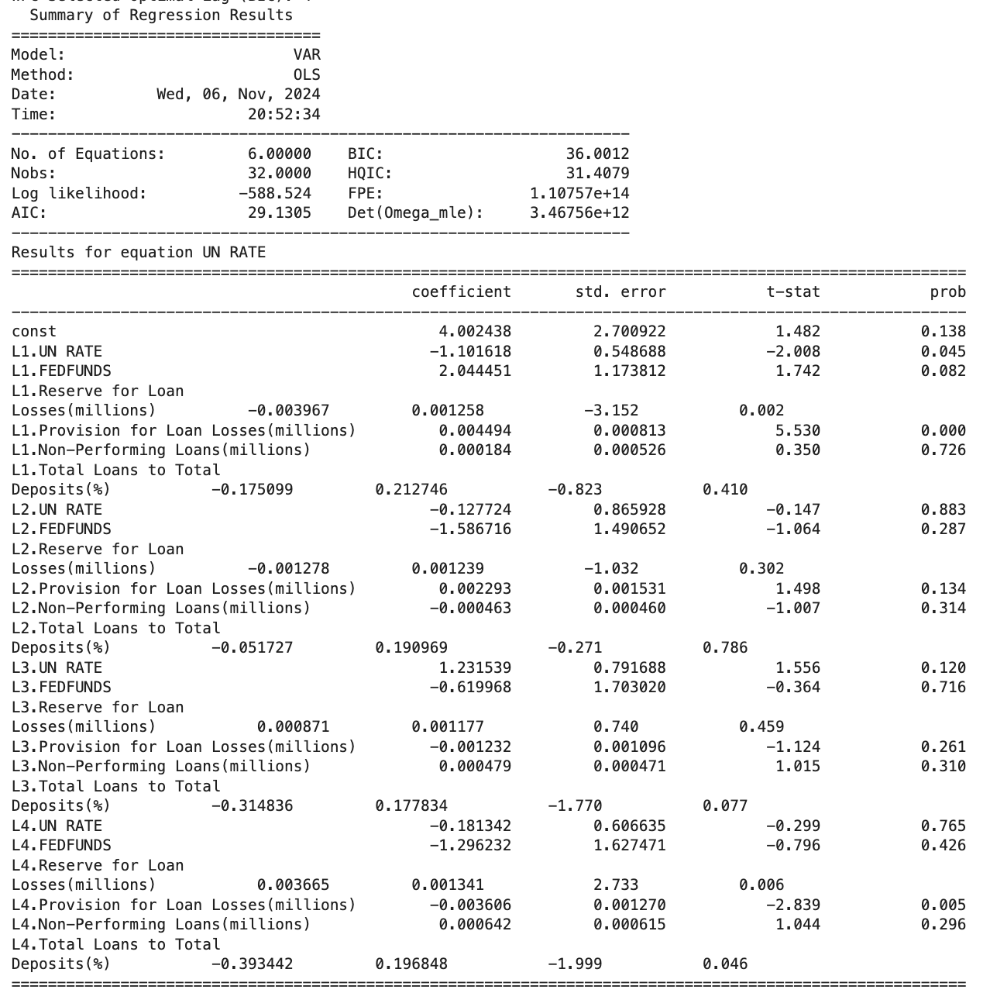 Summary of Regression Results
==================================
Model: VAR
Method: OLS
Date: Wed, 06, Nov, 2024
Time: 20:52:34
--------------------------------------------------------------------
No. of Equations: 6.00000 BIC: 36.0012
Nobs: 32.0000 HQIC: 31.4079
Log likelihood: -588.524 FPE: 1.10757e+14
AIC: 29.1305 Det(Omega_mle): 3.46756e+12
--------------------------------------------------------------------
Results for equation UN RATE
=========================================================================================================
coefficient std. error t-stat prob
---------------------------------------------------------------------------------------------------------
const 4.002438 2.700922 1.482 0.138
L1.UN RATE -1.101618 0.548688 -2.008 0.045
L1.FEDFUNDS 2.044451 1.173812 1.742 0.082
L1.Reserve for Loan
Losses(millions) -0.003967 0.001258 -3.152 0.002
L1.Provision for Loan Losses(millions) 0.004494 0.000813 5.530 0.000
L1.Non-Performing Loans(millions) 0.000184 0.000526 0.350 0.726
L1.Total Loans to Total
Deposits(%) -0.175099 0.212746 -0.823 0.410
L2.UN RATE -0.127724 0.865928 -0.147 0.883
L2.FEDFUNDS -1.586716 1.490652 -1.064 0.287
L2.Reserve for Loan
Losses(millions) -0.001278 0.001239 -1.032 0.302
L2.Provision for Loan Losses(millions) 0.002293 0.001531 1.498 0.134
L2.Non-Performing Loans(millions) -0.000463 0.000460 -1.007 0.314
L2.Total Loans to Total
Deposits(%) -0.051727 0.190969 -0.271 0.786
L3.UN RATE 1.231539 0.791688 1.556 0.120
L3.FEDFUNDS -0.619968 1.703020 -0.364 0.716
L3.Reserve for Loan
Losses(millions) 0.000871 0.001177 0.740 0.459
L3.Provision for Loan Losses(millions) -0.001232 0.001096 -1.124 0.261
L3.Non-Performing Loans(millions) 0.000479 0.000471 1.015 0.310
L3.Total Loans to Total
Deposits(%) -0.314836 0.177834 -1.770 0.077
L4.UN RATE -0.181342 0.606635 -0.299 0.765
L4.FEDFUNDS -1.296232 1.627471 -0.796 0.426
L4.Reserve for Loan
Losses(millions) 0.003665 0.001341 2.733 0.006
L4.Provision for Loan Losses(millions) -0.003606 0.001270 -2.839 0.005
L4.Non-Performing Loans(millions) 0.000642 0.000615 1.044 0.296
L4.Total Loans to Total
Deposits(%) -0.393442 0.196848 -1.999 0.046
=========================================================================================================